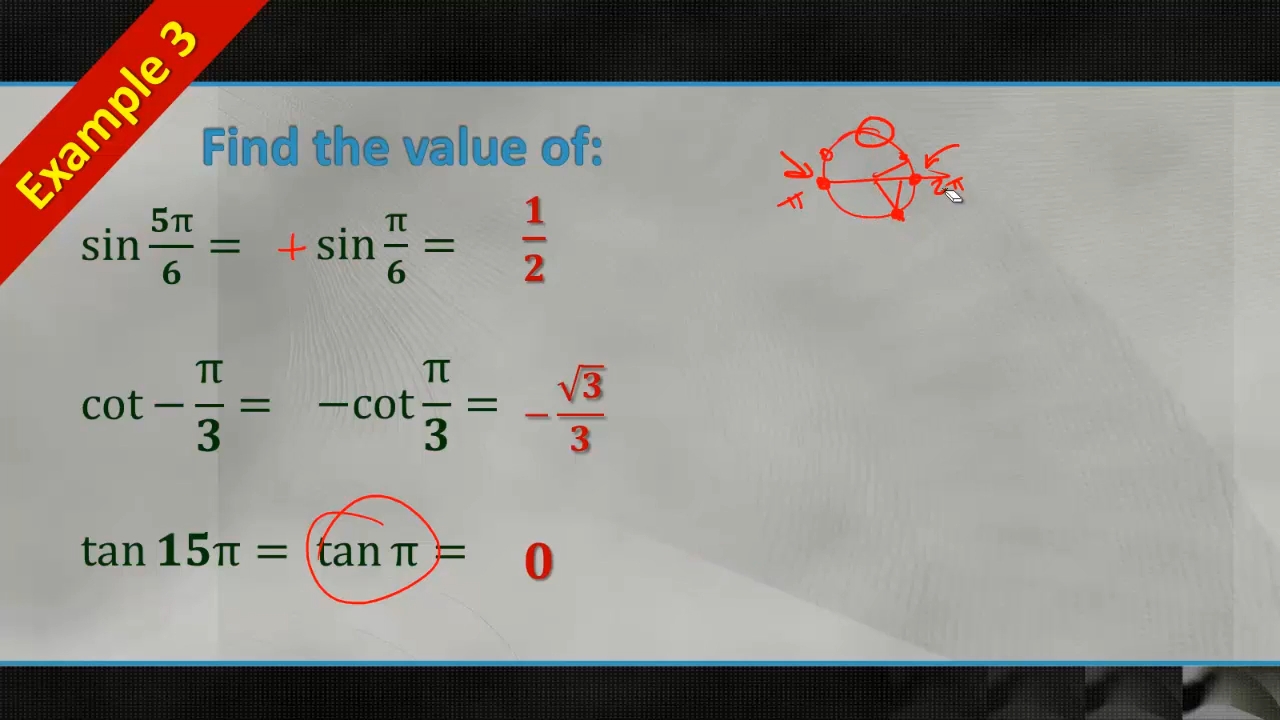 Example 3
Find the value of:
sin 5π/6 = + sin π/6 = 1/2
cot − π/3 = −cot π/3 = − √3/3
tan 15π = tan π = 0
π
2π